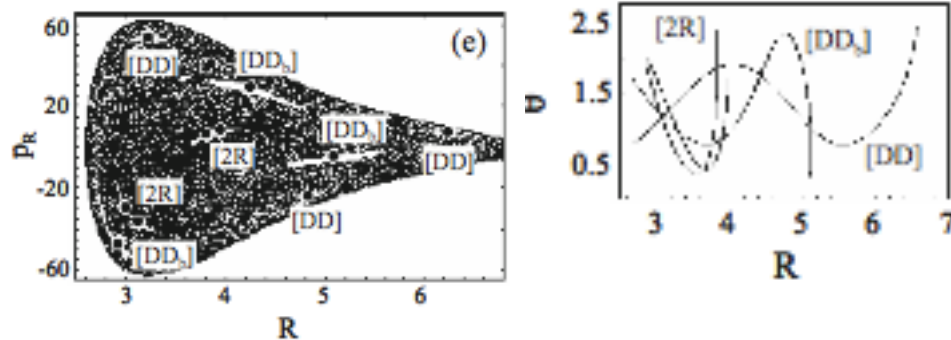 60
20
-20
-60
p_R
(e)
[DD]
[DD_b]
[DD_b]
[2R]
[DD]
[2R]
[DD]
[DD_b]
3
4
5
6
R
2.5
1.5
0.5
θ
[2R]
[DD_b]
[DD]
3
4
5
6
7
R